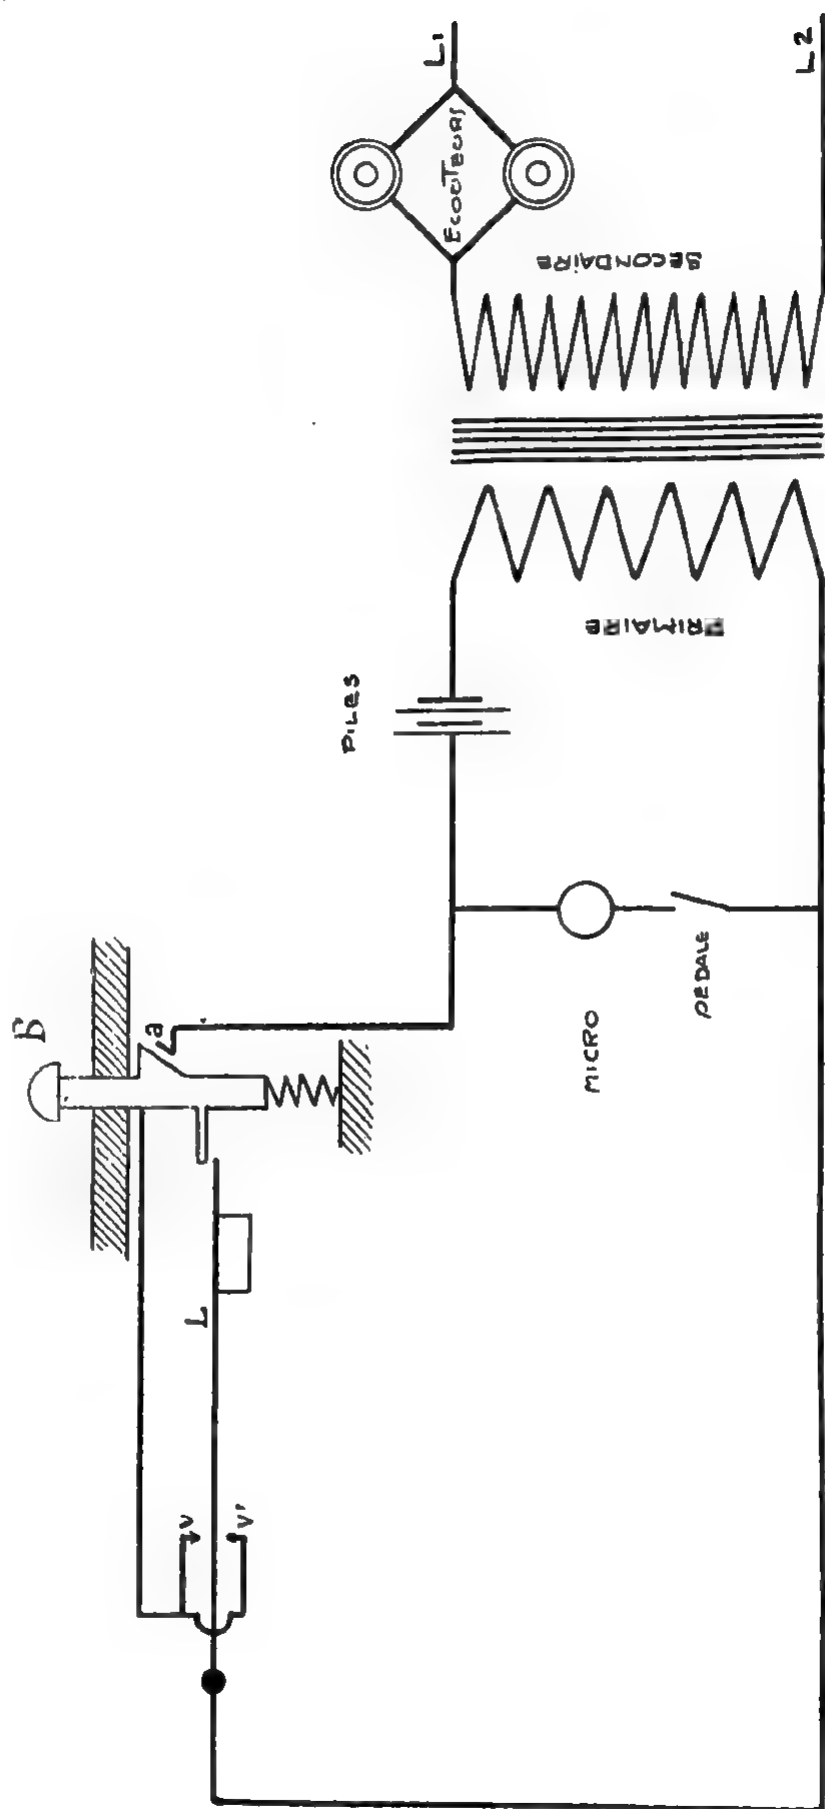 L1
L2
ECOUTEURS
SECONDAIRE
PRIMAIRE
PILES
B
a
MICRO
PEDALE
L
V
V'